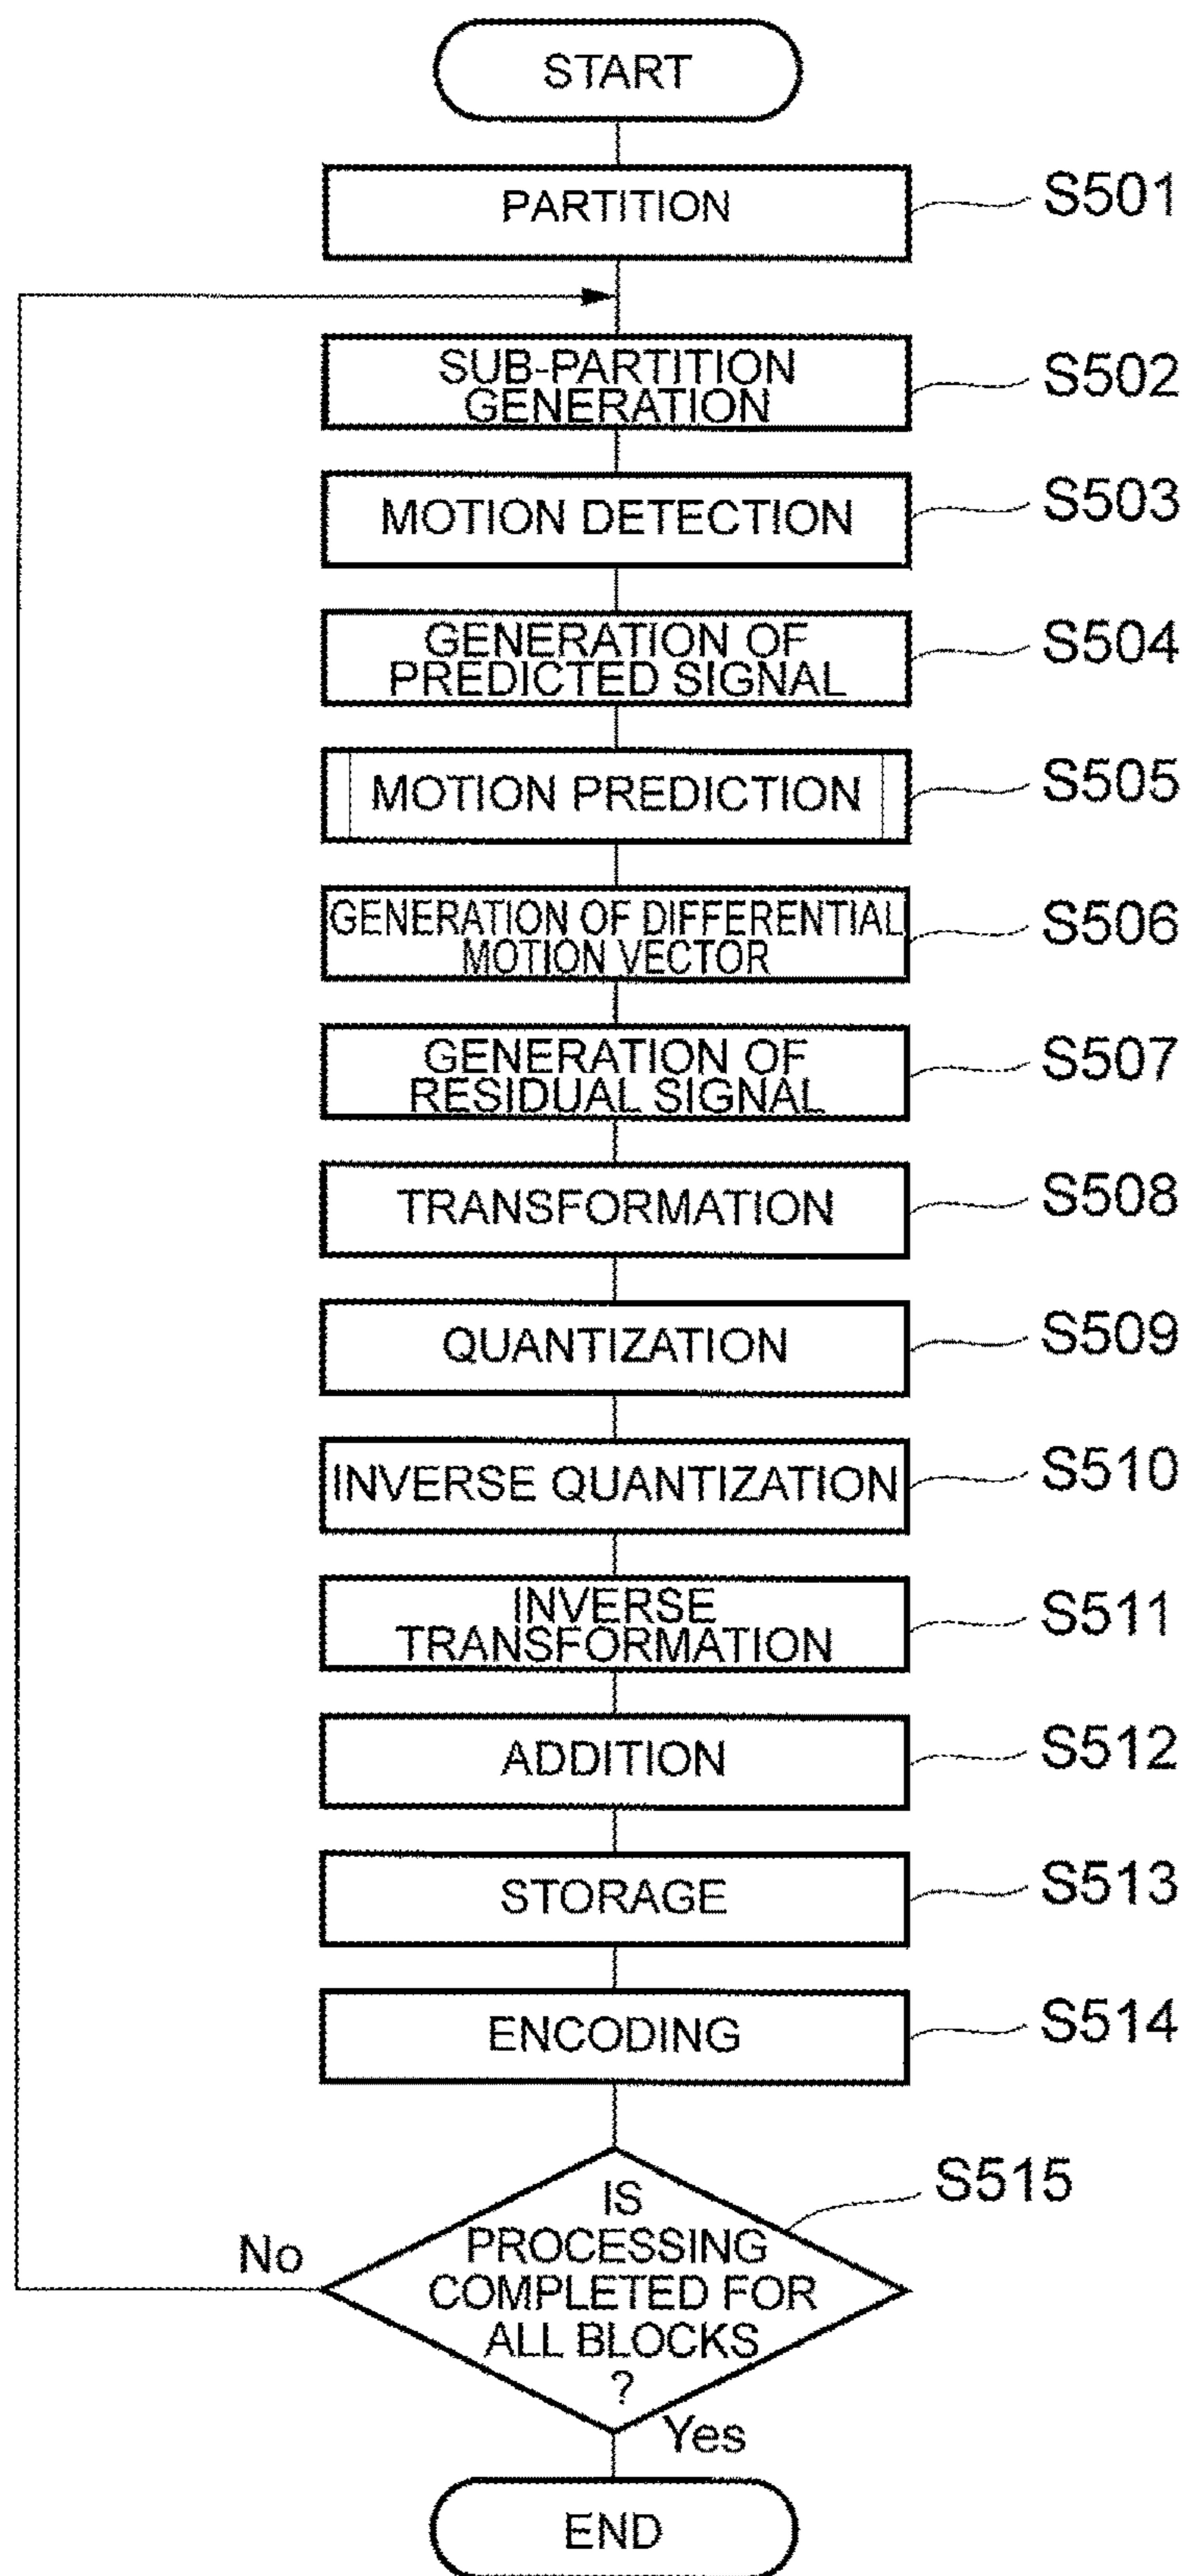 START
PARTITION
S501
SUB-PARTITION
GENERATION
S502
MOTION DETECTION
S503
GENERATION OF
PREDICTED SIGNAL
S504
MOTION PREDICTION
S505
GENERATION OF DIFFERENTIAL
MOTION VECTOR
S506
GENERATION OF
RESIDUAL SIGNAL
S507
TRANSFORMATION
S508
QUANTIZATION
S509
INVERSE QUANTIZATION
S510
INVERSE
TRANSFORMATION
S511
ADDITION
S512
STORAGE
S513
ENCODING
S514
S515
IS
PROCESSING
COMPLETED FOR
ALL BLOCKS
?
No
Yes
END